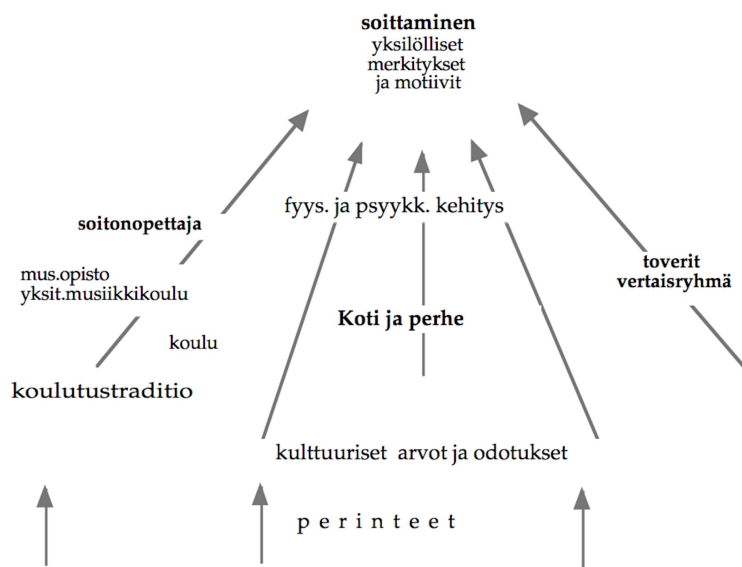 soittaminen
yksilölliset
merkitykset
ja motiivit
fyys. ja psyykk. kehitys
soitonopettaja
mus.opisto
yksit.musiikkikoulu
toverit
vertaisryhmä
Koti ja perhe
koulu
koulutustraditio
kulttuuriset arvot ja odotukset
perinteet